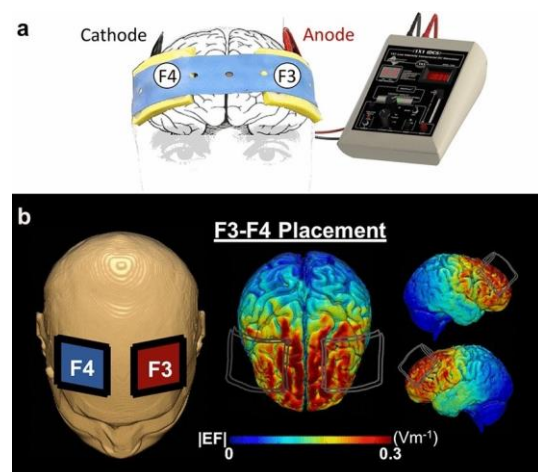 a
Cathode
Anode
F4
F3
b
F3-F4 Placement
F4
F3
|EF|
(Vm⁻¹)
0
0.3